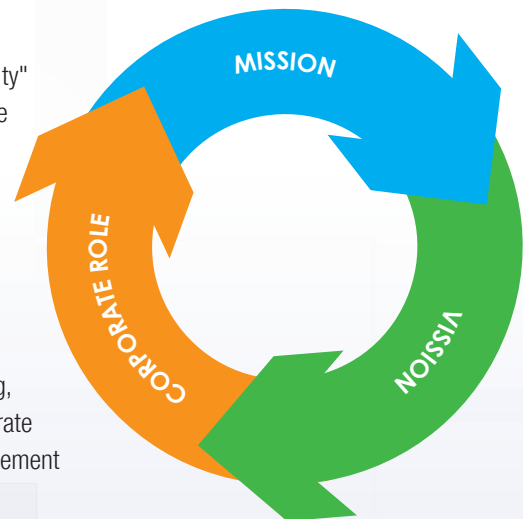 ty"
e
MISSION
VISSION
CORPORATE ROLE
g,
rate
ement